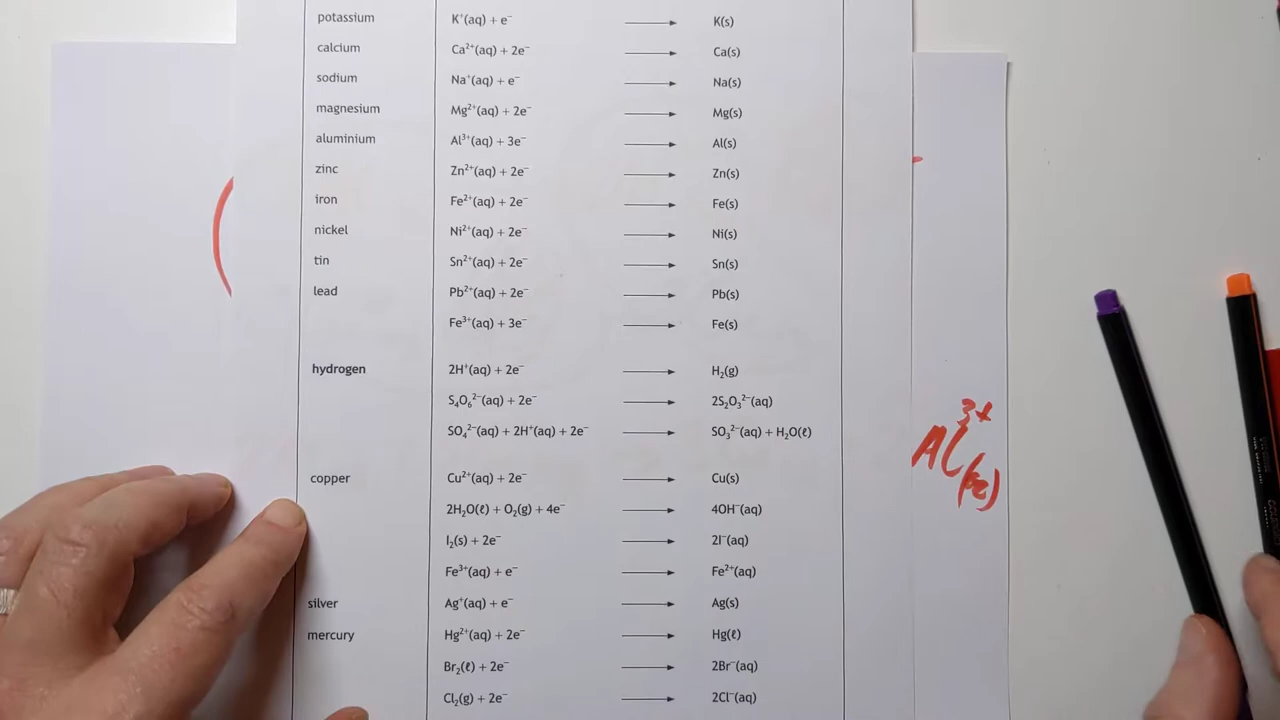 potassium K⁺(aq) + e⁻ → K(s)
calcium Ca²⁺(aq) + 2e⁻ → Ca(s)
sodium Na⁺(aq) + e⁻ → Na(s)
magnesium Mg²⁺(aq) + 2e⁻ → Mg(s)
aluminium Al³⁺(aq) + 3e⁻ → Al(s)
zinc Zn²⁺(aq) + 2e⁻ → Zn(s)
iron Fe²⁺(aq) + 2e⁻ → Fe(s)
nickel Ni²⁺(aq) + 2e⁻ → Ni(s)
tin Sn²⁺(aq) + 2e⁻ → Sn(s)
lead Pb²⁺(aq) + 2e⁻ → Pb(s)
Fe³⁺(aq) + 3e⁻ → Fe(s)
hydrogen 2H⁺(aq) + 2e⁻ → H₂(g)
S₄O₆²⁻(aq) + 2e⁻ → 2S₂O₃²⁻(aq)
SO₄²⁻(aq) + 2H⁺(aq) + 2e⁻ → SO₃²⁻(aq) + H₂O(ℓ)
copper Cu²⁺(aq) + 2e⁻ → Cu(s)
2H₂O(ℓ) + O₂(g) + 4e⁻ → 4OH⁻(aq)
I₂(s) + 2e⁻ → 2I⁻(aq)
Fe³⁺(aq) + e⁻ → Fe²⁺(aq)
silver Ag⁺(aq) + e⁻ → Ag(s)
mercury Hg²⁺(aq) + 2e⁻ → Hg(ℓ)
Br₂(ℓ) + 2e⁻ → 2Br⁻(aq)
Cl₂(g) + 2e⁻ → 2Cl⁻(aq)
Al³⁺